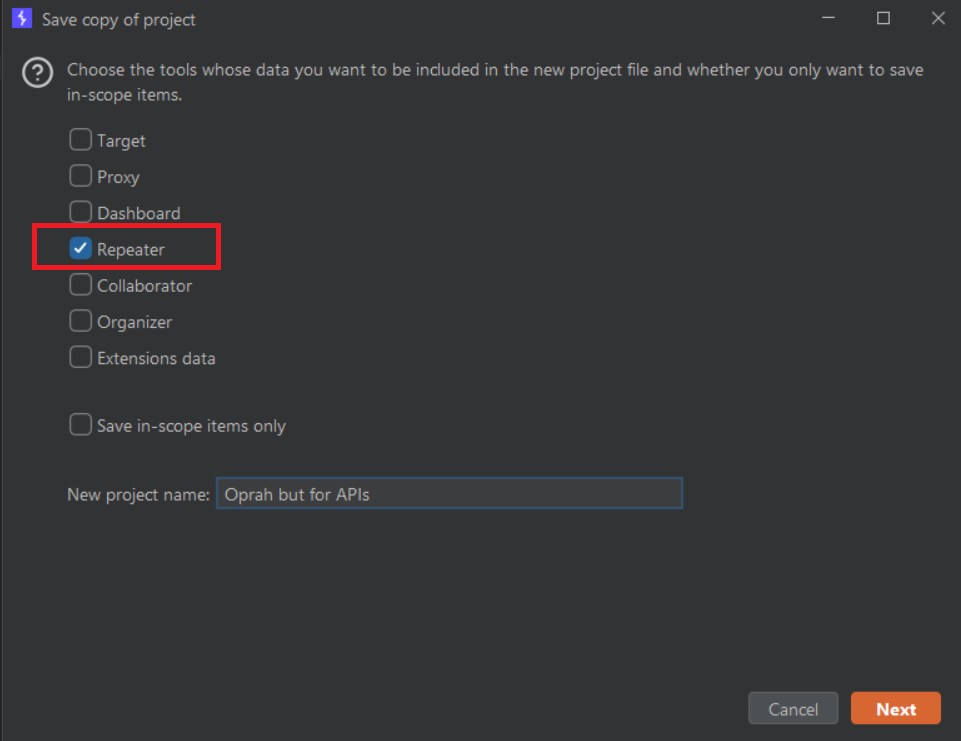 Save copy of project
Choose the tools whose data you want to be included in the new project file and whether you only want to save
in-scope items.
Target
Proxy
Dashboard
Repeater
Collaborator
Organizer
Extensions data
Save in-scope items only
New project name: Oprah but for APIs
Cancel Next